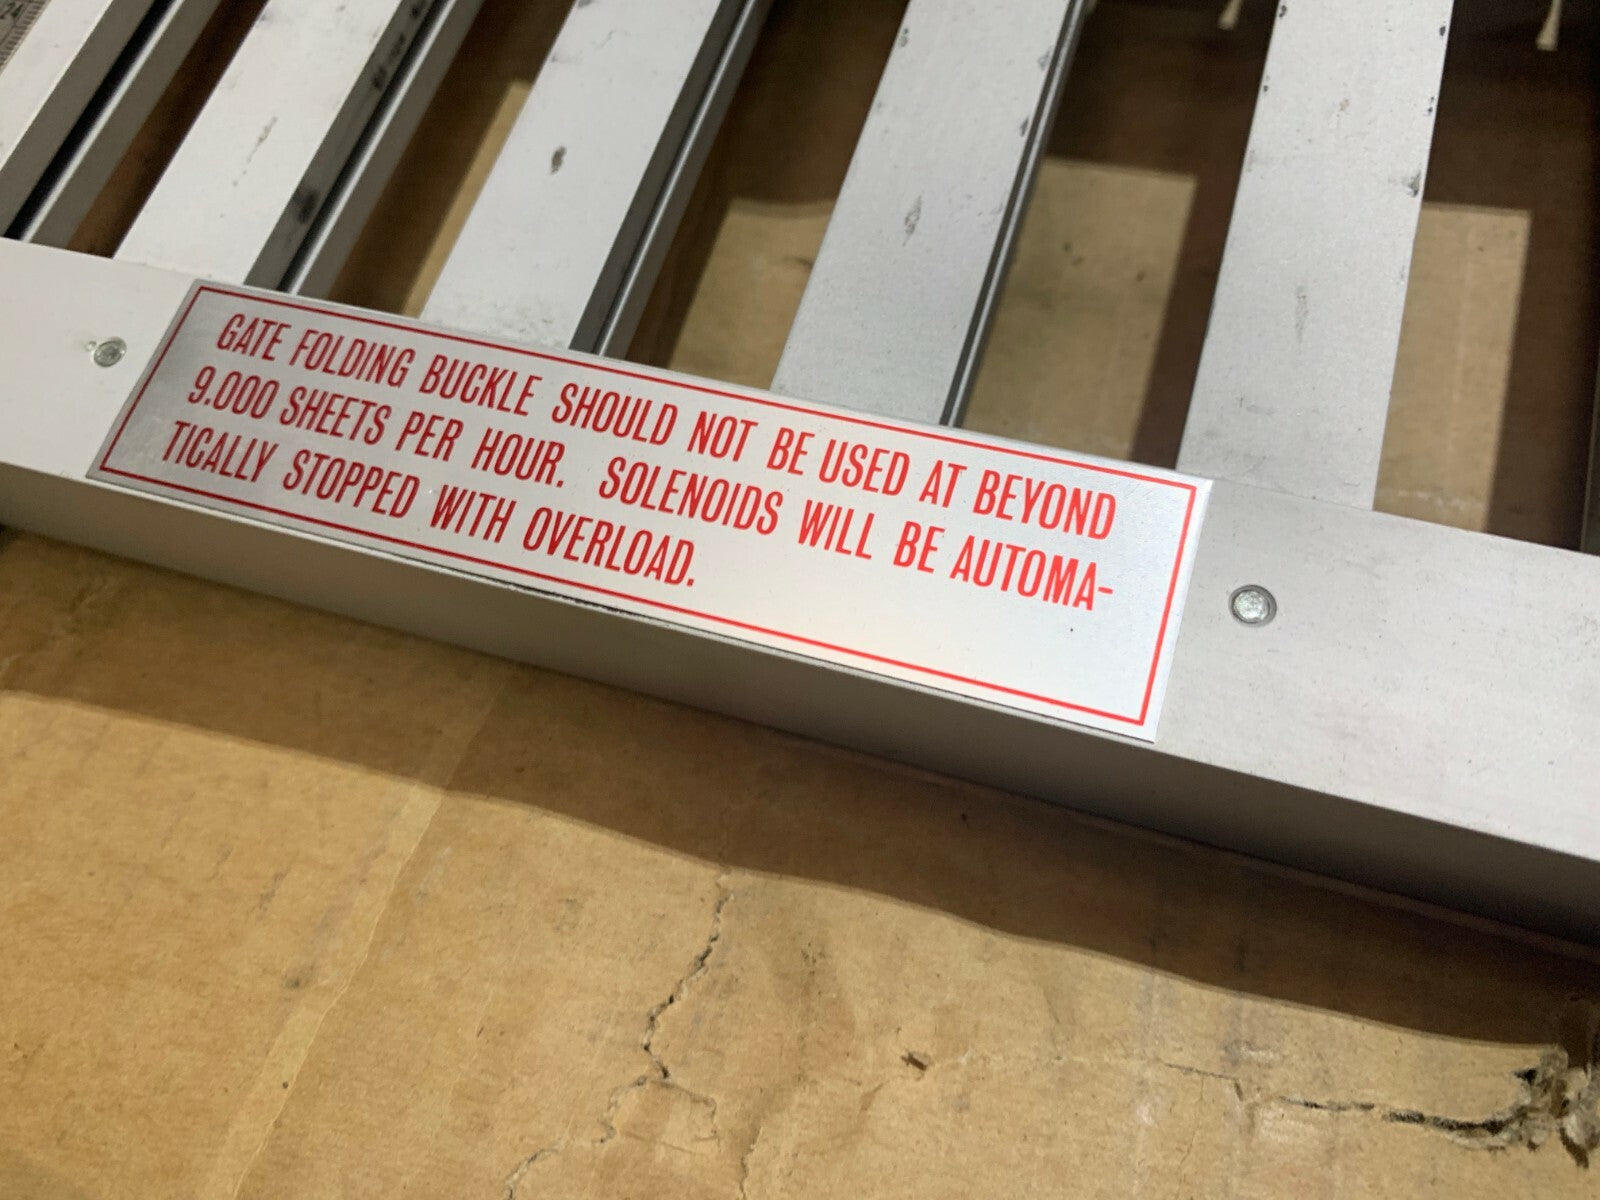 GATE FOLDING BUCKLE SHOULD NOT BE USED AT BEYOND
9.000 SHEETS PER HOUR. SOLENOIDS WILL BE AUTOMA-
TICALLY STOPPED WITH OVERLOAD.